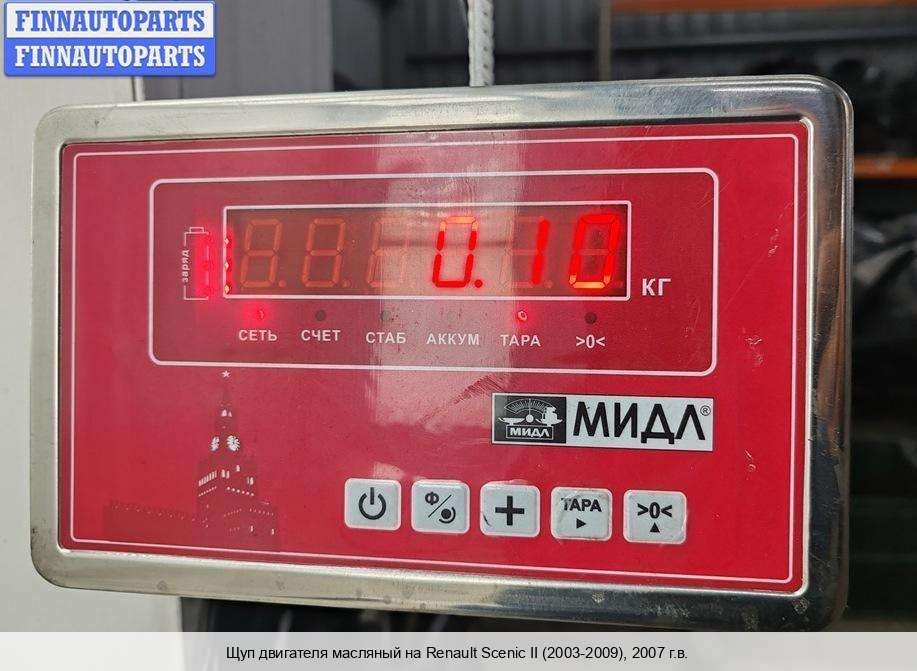 FINNAUTOPARTS
FINNAUTOPARTS
заряд
0.10
КГ
СЕТЬ СЧЕТ СТАБ АККУМ ТАРА >0<
МИДЛ МИДЛ®
Ф ТАРА >0<
Щуп двигателя масляный на Renault Scenic II (2003-2009), 2007 г.в.